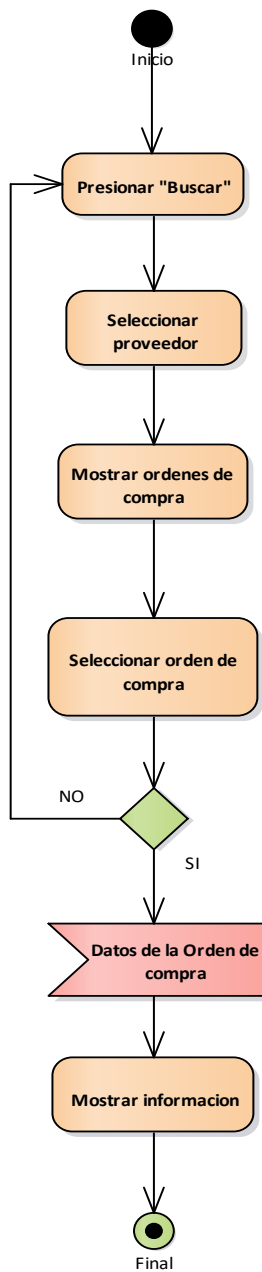 Inicio
Presionar "Buscar"
Seleccionar
proveedor
Mostrar ordenes de
compra
Seleccionar orden de
compra
NO
SI
Datos de la Orden de
compra
Mostrar informacion
Final